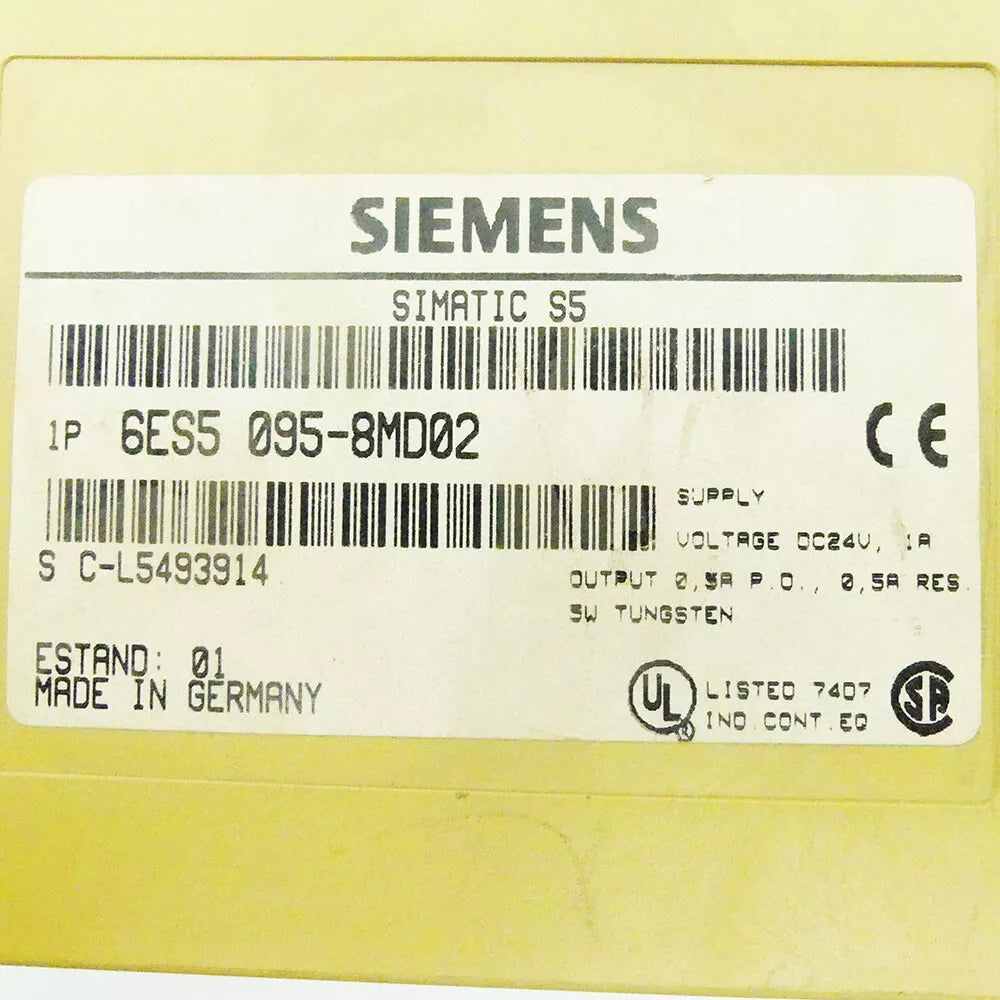 SIEMENS
SIMATIC S5
1P 6ES5 095-8MD02
CE
S C-L5493914
SUPPLY
VOLTAGE DC24V, 1A
OUTPUT 0,5A P.D., 0,5A RES.
5W TUNGSTEN
ESTAND: 01
MADE IN GERMANY
UL ®
LISTED 7407
IND.CONT.EQ
SA